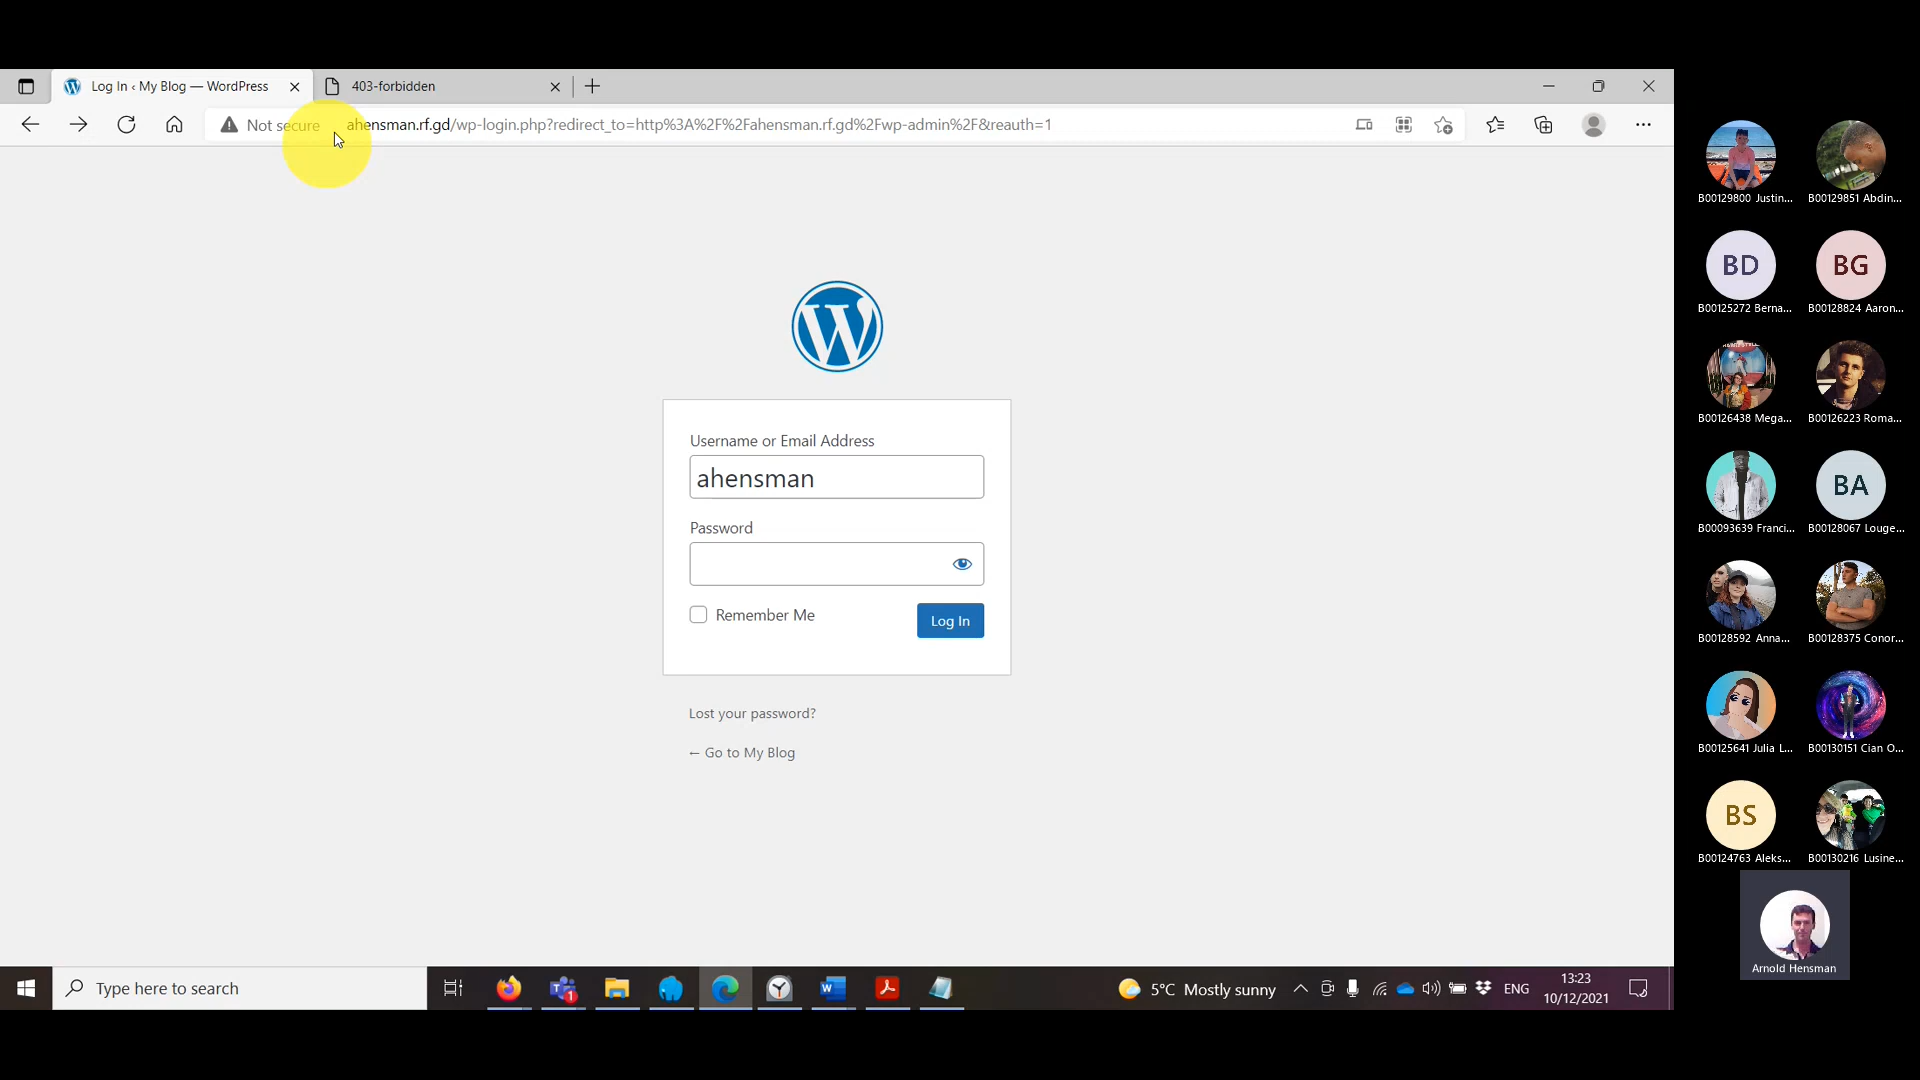 Log In ‹ My Blog — WordPress
403-forbidden
Not secure
ahensman.rf.gd/wp-login.php?redirect_to=http%3A%2F%2Fahensman.rf.gd%2Fwp-admin%2F&reauth=1
Username or Email Address
ahensman
Password
Remember Me
Log In
Lost your password?
← Go to My Blog
B00129800 Justin...
B00129851 Abdin...
BD
BG
B00125272 Berna...
B00128824 Aaron...
B00126438 Mega...
B00126223 Roma...
BA
B00093639 Franci...
B00128067 Louge...
B00128592 Anna...
B00128375 Conor...
B00125641 Julia L...
B00130151 Cian O...
BS
B00124763 Aleks...
B00130216 Lusine...
Arnold Hensman
Type here to search
1
5°C Mostly sunny
ENG
13:23
10/12/2021